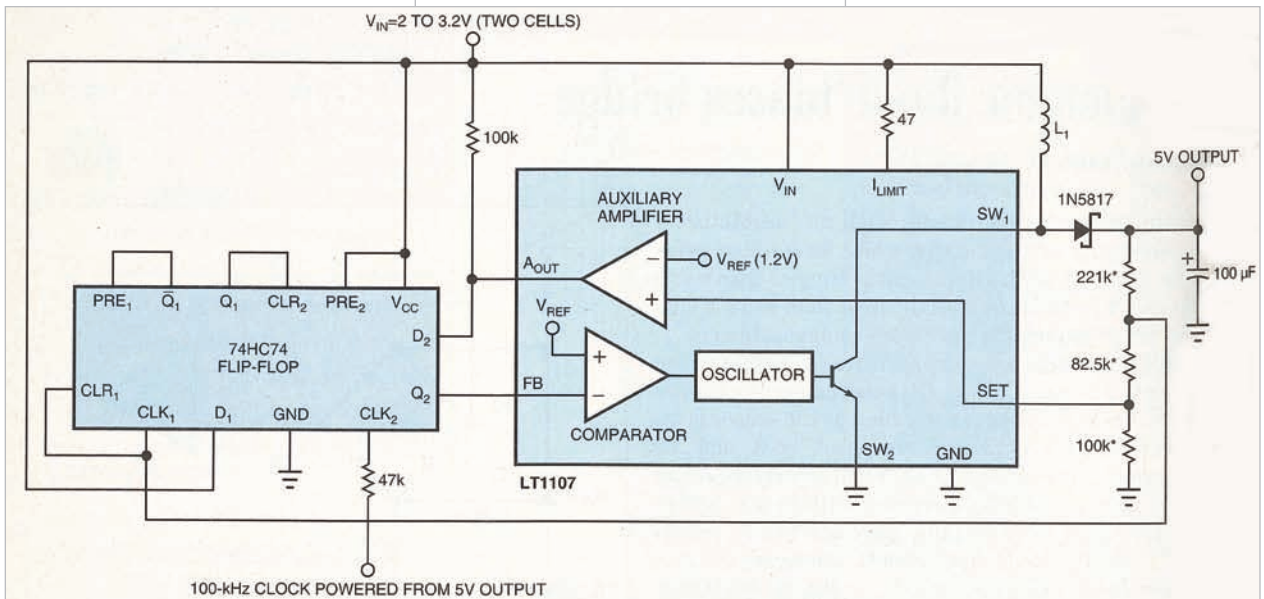 V_IN=2 TO 3.2V (TWO CELLS)
100k
47
L₁
5V OUTPUT
V_IN
I_LIMIT
1N5817
AUXILIARY
AMPLIFIER
SW₁
V_REF (1.2V)
A_OUT
221k*
100 µF
PRE₁
Q̅₁
Q₁
CLR₂
PRE₂
V_CC
V_REF
D₂
74HC74
FLIP-FLOP
OSCILLATOR
82.5k*
CLR₁
Q₂
FB
SET
CLK₁
D₁
GND
CLK₂
COMPARATOR
SW₂
GND
100k*
47k
LT1107
100-kHz CLOCK POWERED FROM 5V OUTPUT